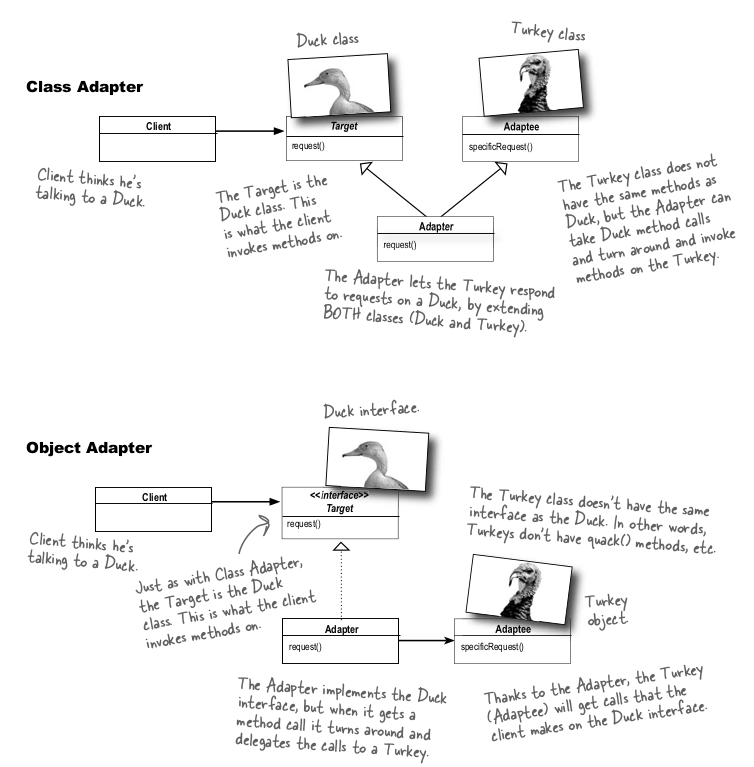 Duck class
Turkey class
Class Adapter
Client
Target
request()
Adaptee
specificRequest()
Client thinks he's
talking to a Duck.
The Target is the
Duck class. This
is what the client
invokes methods on.
Adapter
request()
The Turkey class does not
have the same methods as
Duck, but the Adapter can
take Duck method calls
and turn around and invoke
methods on the Turkey.
The Adapter lets the Turkey respond
to requests on a Duck, by extending
BOTH classes (Duck and Turkey).
Duck interface.
Object Adapter
Client
<<interface>>
Target
request()
Client thinks he's
talking to a Duck.
Just as with Class Adapter,
the Target is the Duck
class. This is what the client
invokes methods on.
The Turkey class doesn't have the same
interface as the Duck. In other words,
Turkeys don't have quack() methods, etc.
Turkey
object.
Adapter
request()
Adaptee
specificRequest()
The Adapter implements the Duck
interface, but when it gets a
method call it turns around and
delegates the calls to a Turkey.
Thanks to the Adapter, the Turkey
(Adaptee) will get calls that the
client makes on the Duck interface.